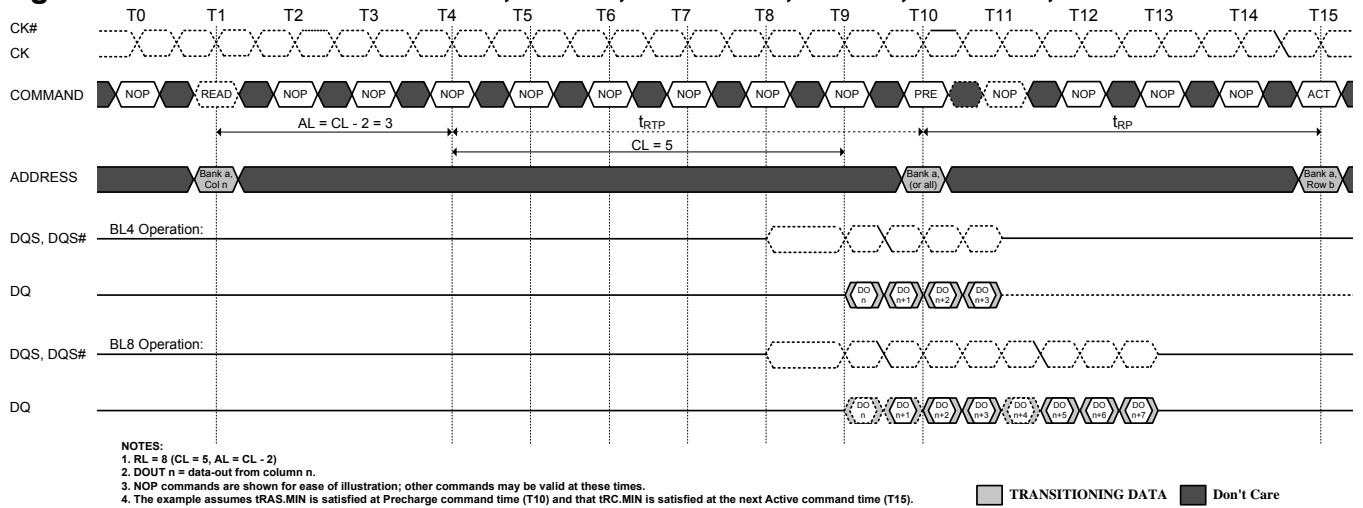 T0 T1 T2 T3 T4 T5 T6 T7 T8 T9 T10 T11 T12 T13 T14 T15
CK#
CK
COMMAND NOP READ NOP NOP NOP NOP NOP NOP NOP NOP PRE NOP NOP NOP NOP ACT
AL = CL - 2 = 3 tRTP tRP
CL = 5
ADDRESS Bank a, Col n Bank a, (or all) Bank a, Row b
BL4 Operation:
DQS, DQS#
DQ DO n DO n+1 DO n+2 DO n+3
BL8 Operation:
DQS, DQS#
DQ DO n DO n+1 DO n+2 DO n+3 DO n+4 DO n+5 DO n+6 DO n+7
NOTES:
1. RL = 8 (CL = 5, AL = CL - 2)
2. DOUT n = data-out from column n.
3. NOP commands are shown for ease of illustration; other commands may be valid at these times.
4. The example assumes tRAS.MIN is satisfied at Precharge command time (T10) and that tRC.MIN is satisfied at the next Active command time (T15).
TRANSITIONING DATA Don't Care